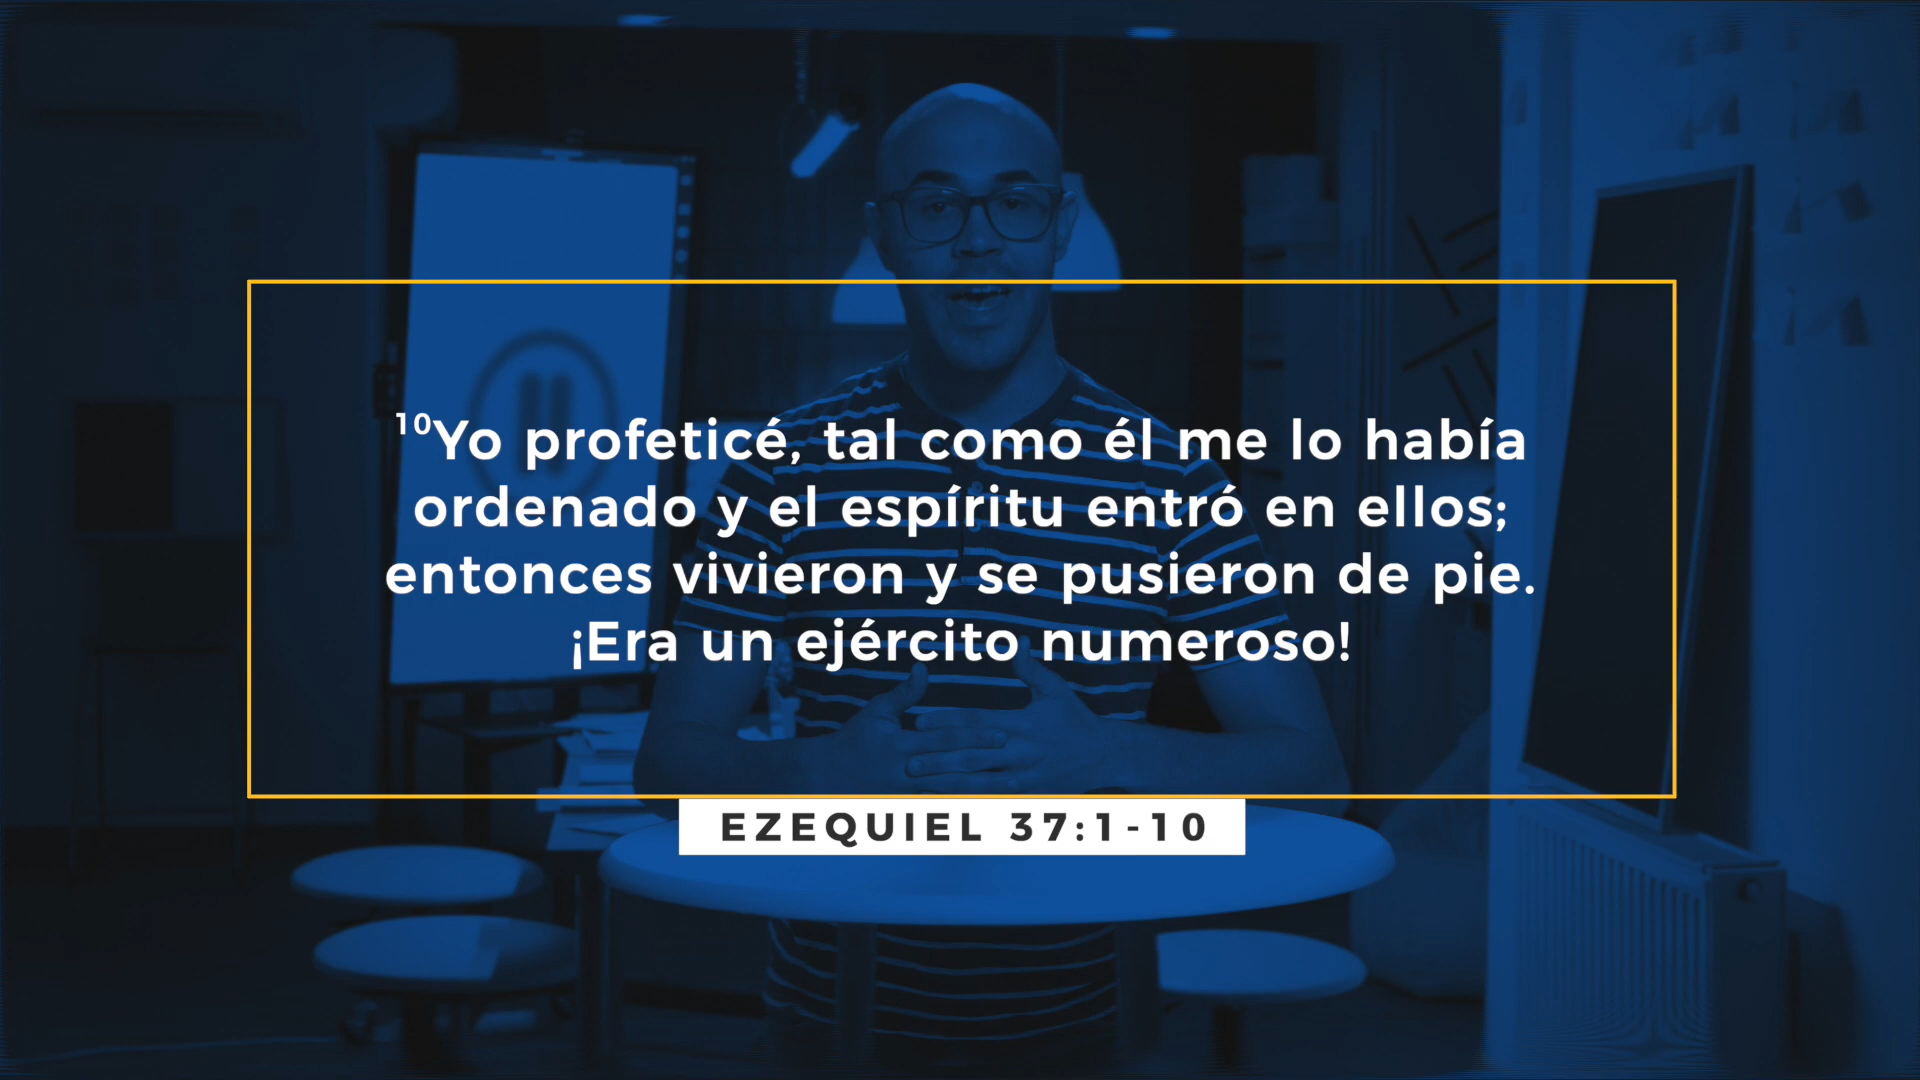 ¹⁰Yo profeticé, tal como él me lo había
ordenado y el espíritu entró en ellos;
entonces vivieron y se pusieron de pie.
¡Era un ejército numeroso!
EZEQUIEL 37:1-10